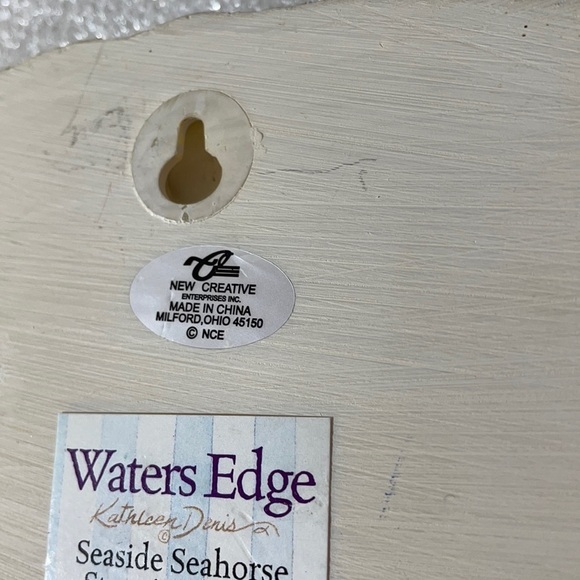 NEW CREATIVE
ENTERPRISES INC.
MADE IN CHINA
MILFORD,OHIO 45150
© NCE
Waters Edge
Kathleen Denis
©
Seaside Seahorse